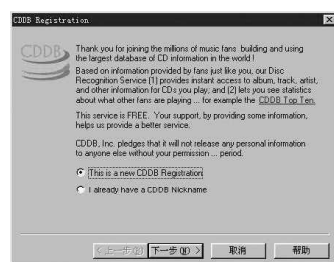 CDDB Registration
CDDB
Thank you for joining the millions of music fans building and using
the largest database of CD information in the world !
Based on information provided by fans just like you, our Disc
Recognition Service (1) provides instant access to album, track, artist,
and other information for CDs you play, and (2) lets you see statistics
about what other fans are playing ... for example the CDDB Top Ten.
This service is FREE. Your support, by providing some information,
helps us provide a better service.
CDDB, Inc. pledges that it will not release any personal information
to anyone else without your permission ... period.
This is a new CDDB Registration
I already have a CDDB Nickname
< 上一步(B) 下一步(N) > 取消 帮助